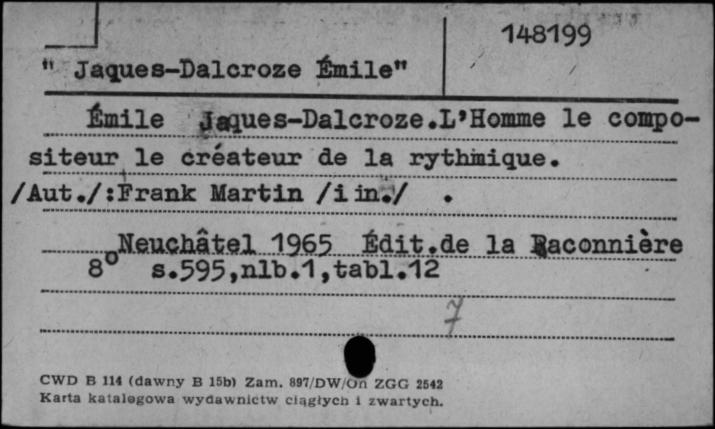 148199
" Jaques-Dalcroze Émile"
Émile Jaques-Dalcroze.L'Homme le compo-
siteur le créateur de la rythmique.
/Aut./:Frank Martin /i in./ .
Neuchâtel 1965 Édit.de la Raconnière
8° s.595,nlb.1,tabl.12
7
CWD B 114 (dawny B 15b) Zam. 897/DW/On ZGG 2542
Karta katalogowa wydawnictw ciągłych i zwartych.